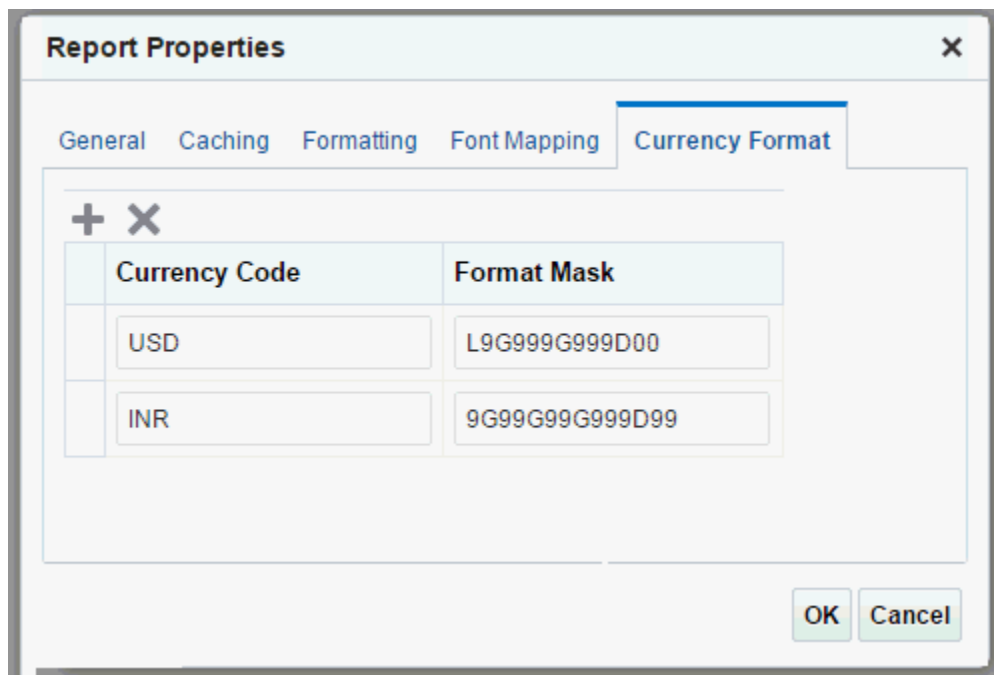 Report Properties
General Caching Formatting Font Mapping Currency Format
Currency Code Format Mask
USD L9G999G999D00
INR 9G99G99G999D99
OK Cancel